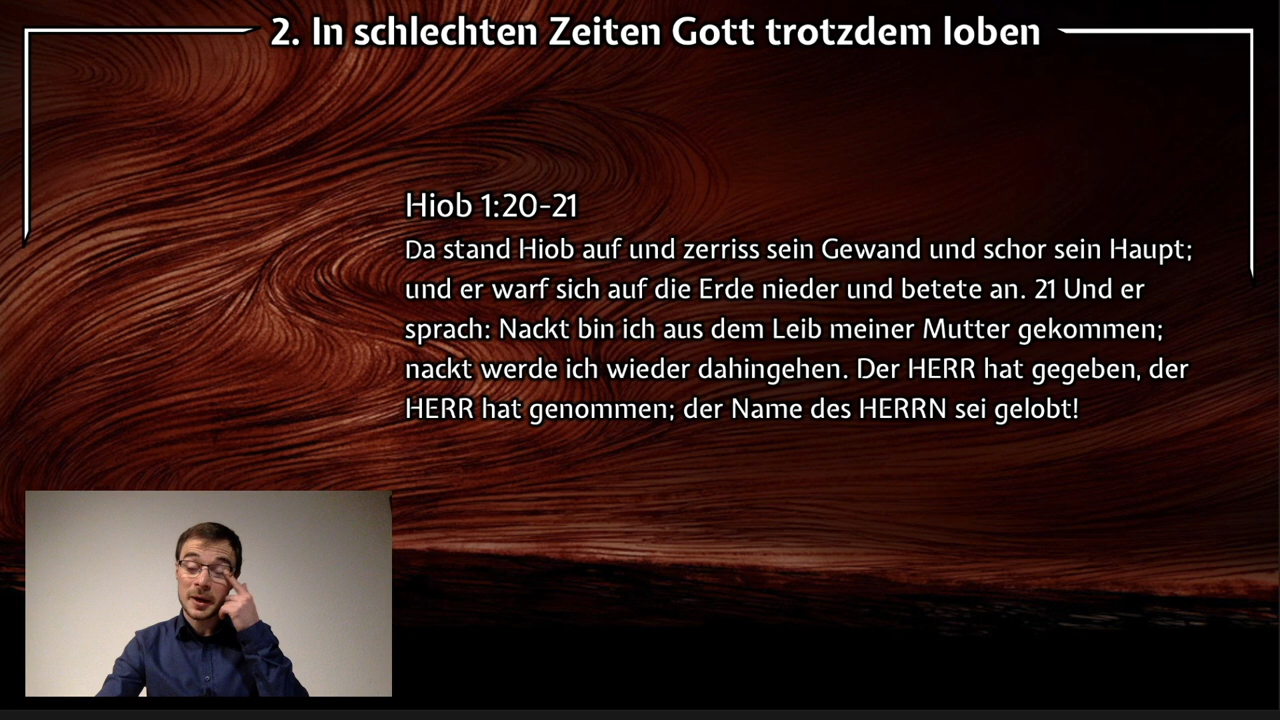 2. In schlechten Zeiten Gott trotzdem loben
Hiob 1:20-21
Da stand Hiob auf und zerriss sein Gewand und schor sein Haupt;
und er warf sich auf die Erde nieder und betete an. 21 Und er
sprach: Nackt bin ich aus dem Leib meiner Mutter gekommen;
nackt werde ich wieder dahingehen. Der HERR hat gegeben, der
HERR hat genommen; der Name des HERRN sei gelobt!